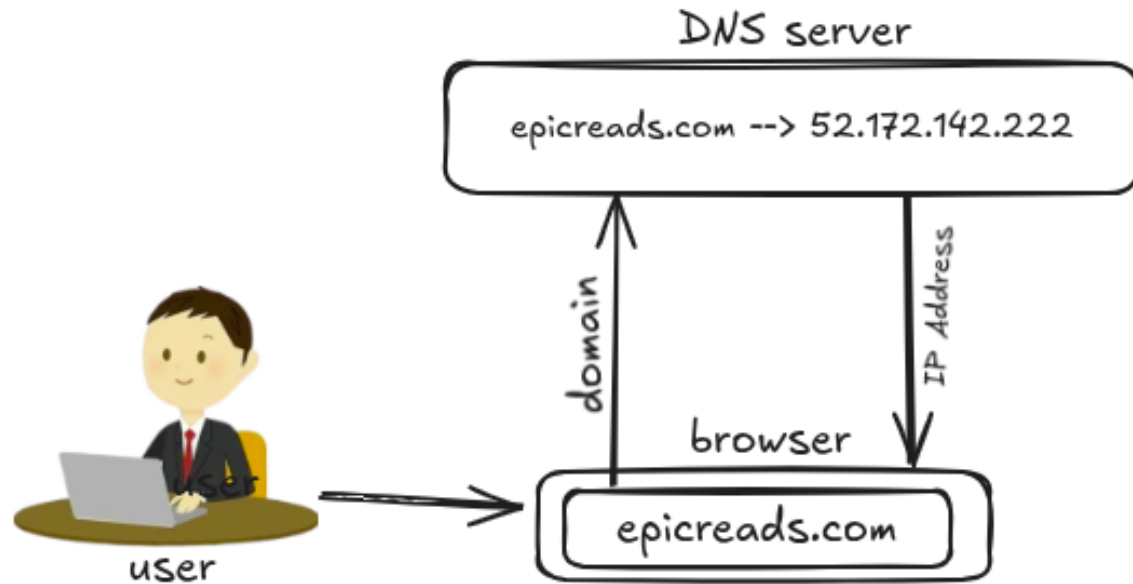 DNS server
epicreads.com --> 52.172.142.222
domain
IP Address
browser
epicreads.com
user
user